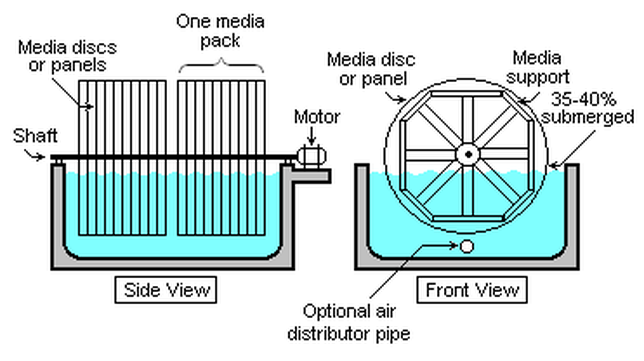 One media
pack
Media discs
or panels
Shaft
Motor
Side View
Media disc
or panel
Media
support
35-40%
submerged
Optional air
distributor pipe
Front View